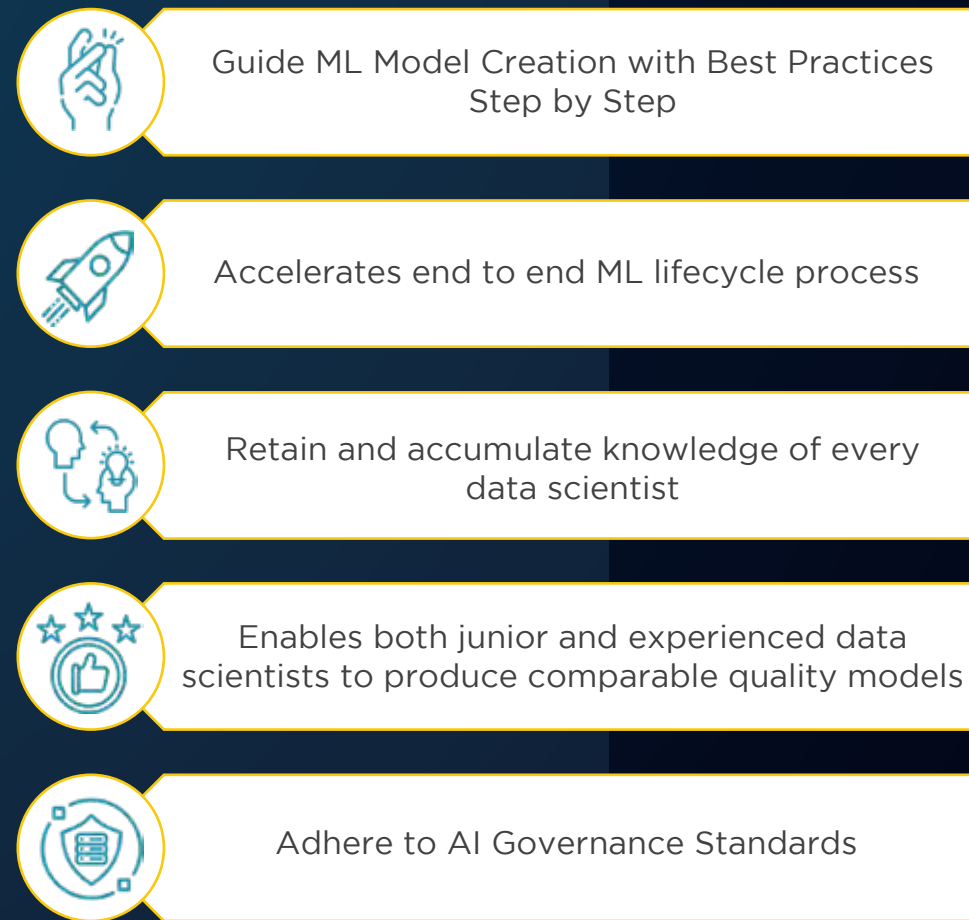 Guide ML Model Creation with Best Practices
Step by Step
Accelerates end to end ML lifecycle process
Retain and accumulate knowledge of every
data scientist
Enables both junior and experienced data
scientists to produce comparable quality models
Adhere to AI Governance Standards